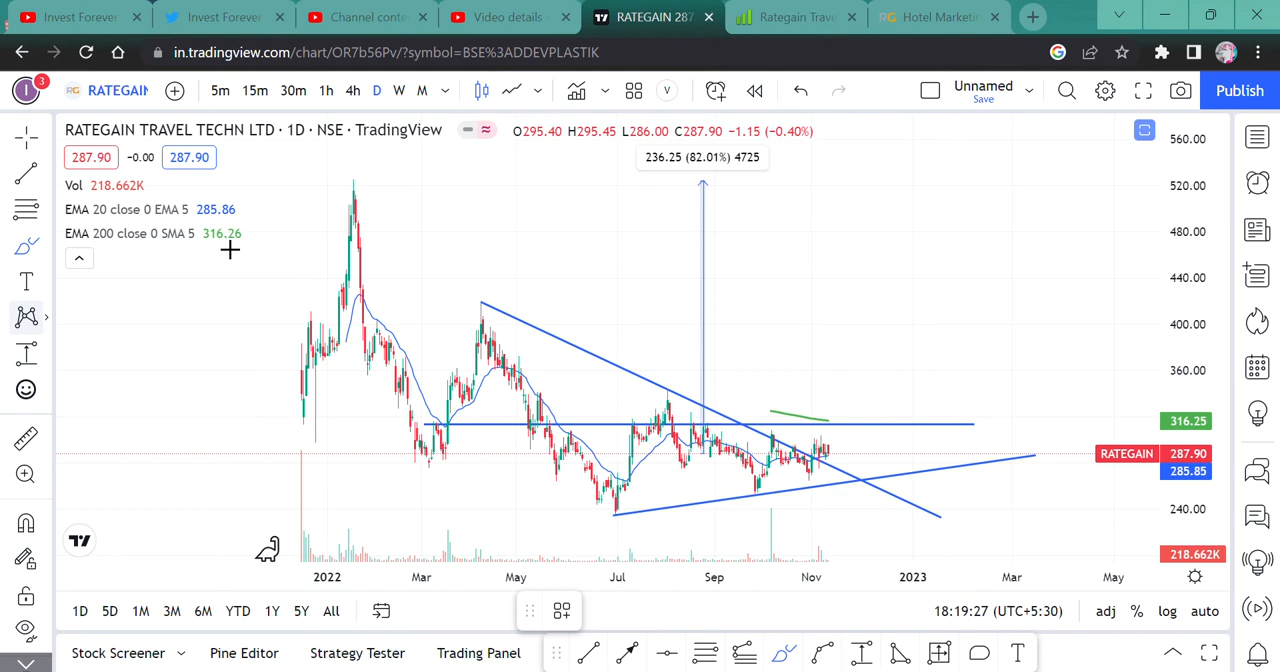 Invest Forever
Invest Forever
Channel conte
Video details -
RATEGAIN 287
Rategain Trave
Hotel Marketin
in.tradingview.com/chart/OR7b56Pv/?symbol=BSE%3ADDEVPLASTIK
I 3 RG RATEGAIN 5m 15m 30m 1h 4h D W M V Unnamed Save Publish
RATEGAIN TRAVEL TECHN LTD · 1D · NSE · TradingView O295.40 H295.45 L286.00 C287.90 −1.15 (−0.40%)
287.90 -0.00 287.90
236.25 (82.01%) 4725
Vol 218.662K
EMA 20 close 0 EMA 5 285.86
EMA 200 close 0 SMA 5 316.26
560.00
520.00
480.00
440.00
400.00
360.00
316.25
RATEGAIN 287.90
285.85
240.00
218.662K
2022 Mar May Jul Sep Nov 2023 Mar May
1D 5D 1M 3M 6M YTD 1Y 5Y All 18:19:27 (UTC+5:30) adj % log auto
Stock Screener Pine Editor Strategy Tester Trading Panel